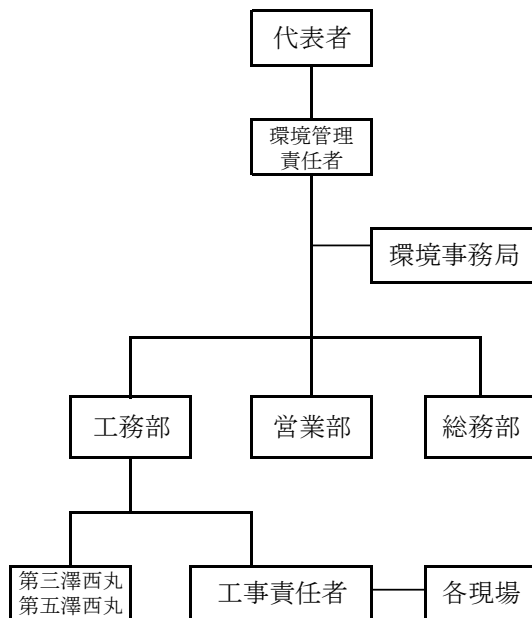 代表者
環境管理
責任者
環境事務局
工務部
営業部
総務部
第三澤西丸
第五澤西丸
工事責任者
各現場